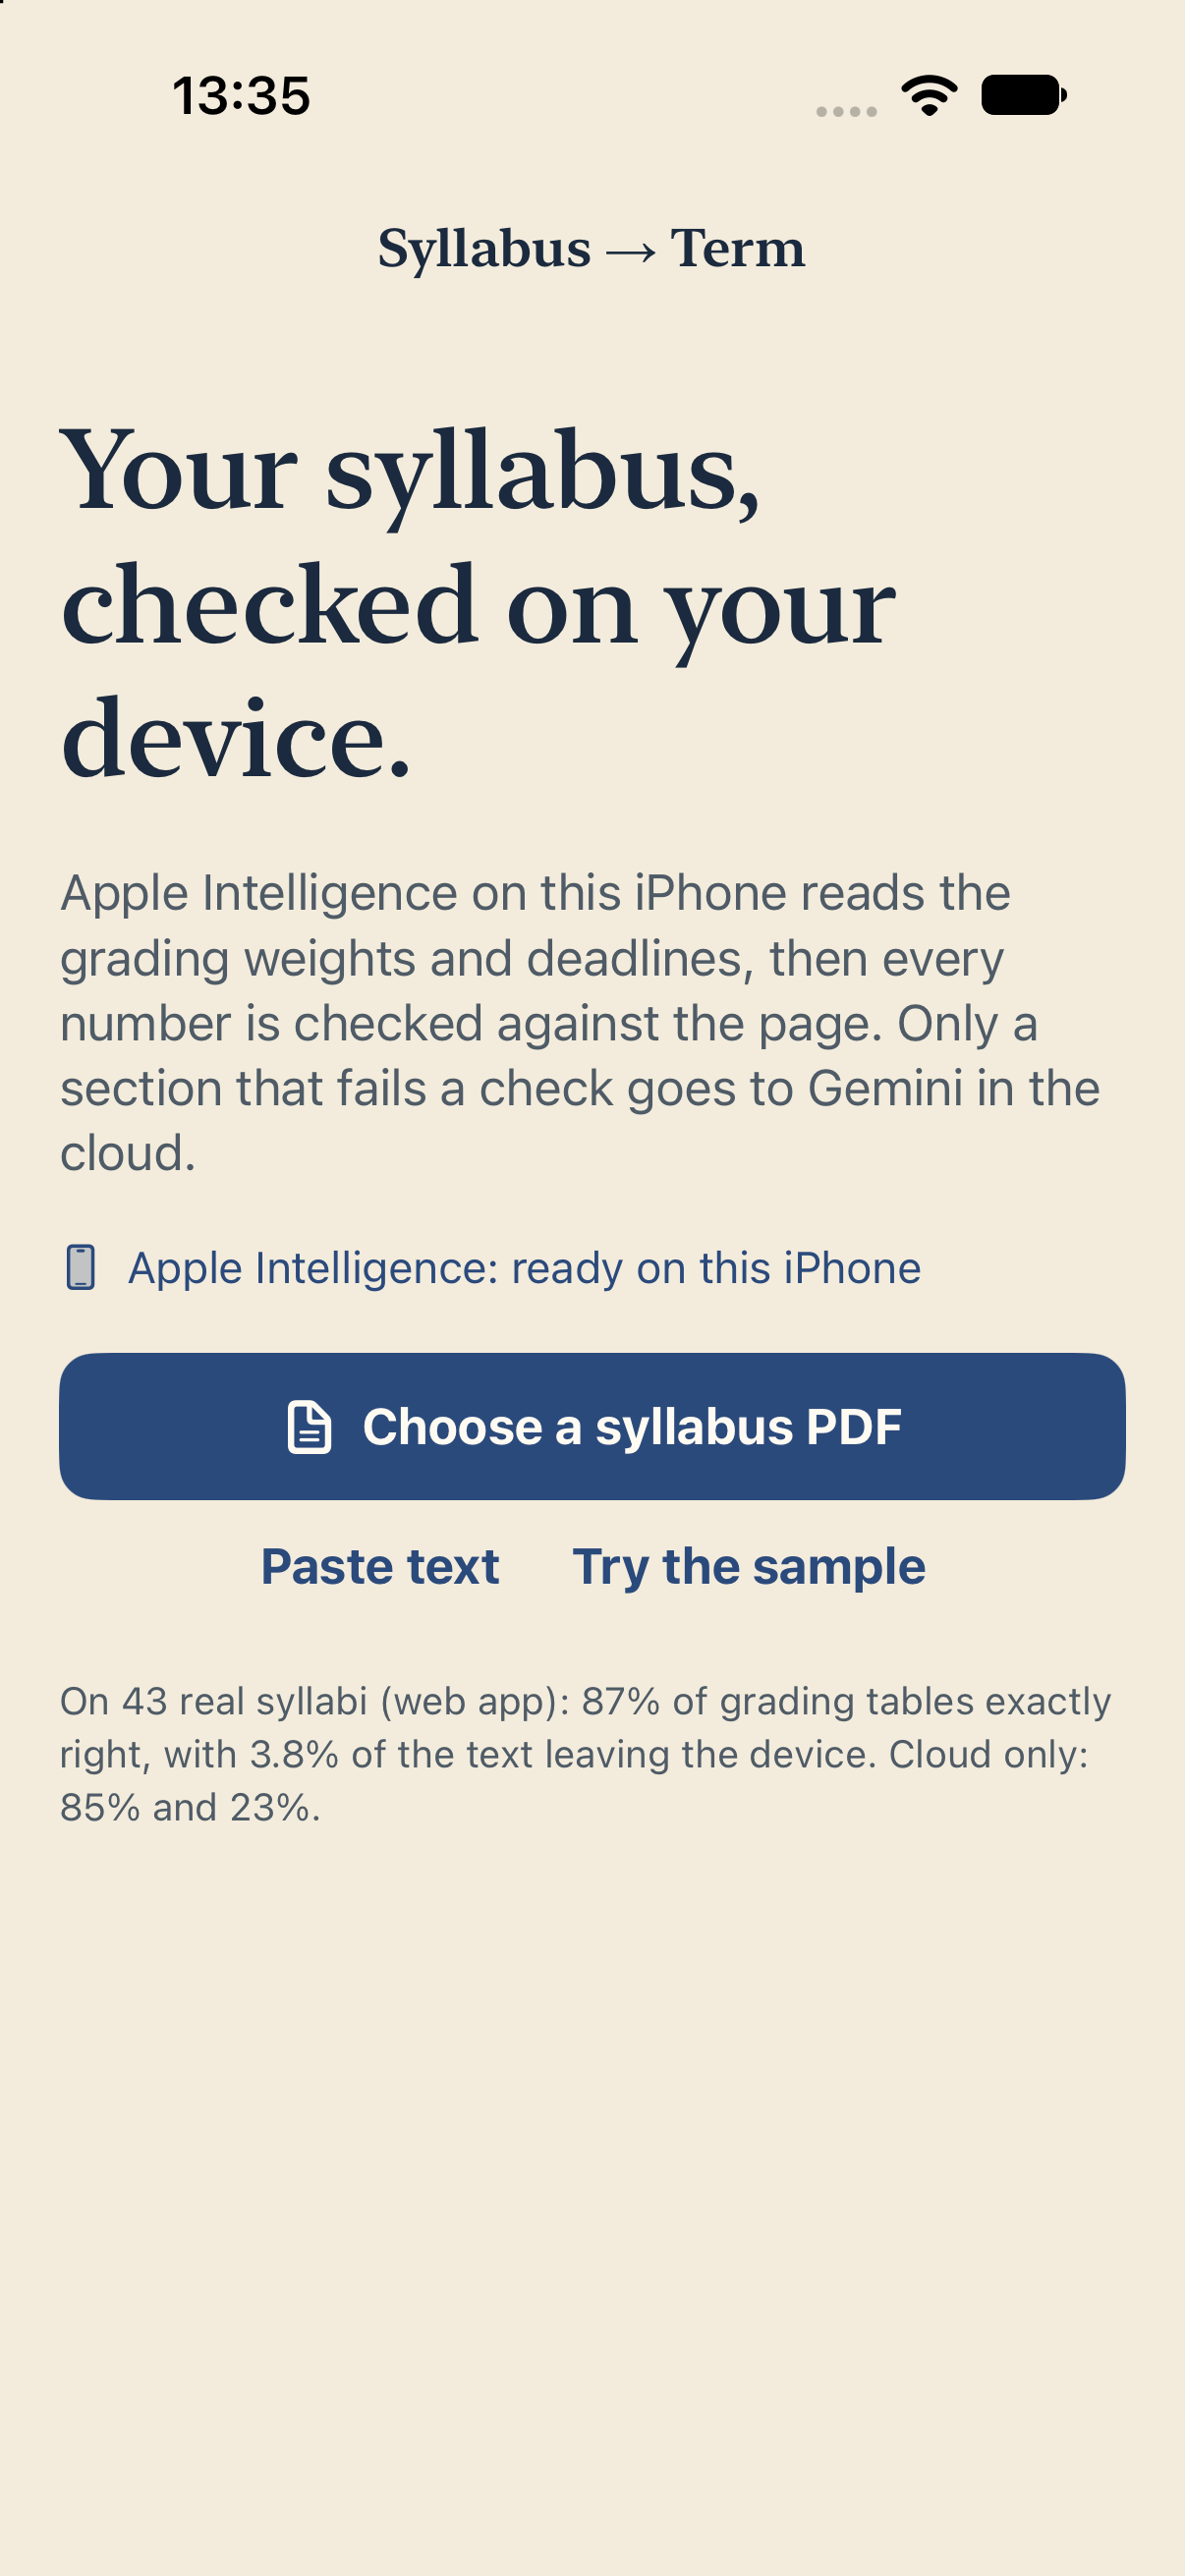 13:35
Syllabus → Term
Your syllabus,
checked on your
device.
Apple Intelligence on this iPhone reads the
grading weights and deadlines, then every
number is checked against the page. Only a
section that fails a check goes to Gemini in the
cloud.
Apple Intelligence: ready on this iPhone
Choose a syllabus PDF
Paste text Try the sample
On 43 real syllabi (web app): 87% of grading tables exactly
right, with 3.8% of the text leaving the device. Cloud only:
85% and 23%.